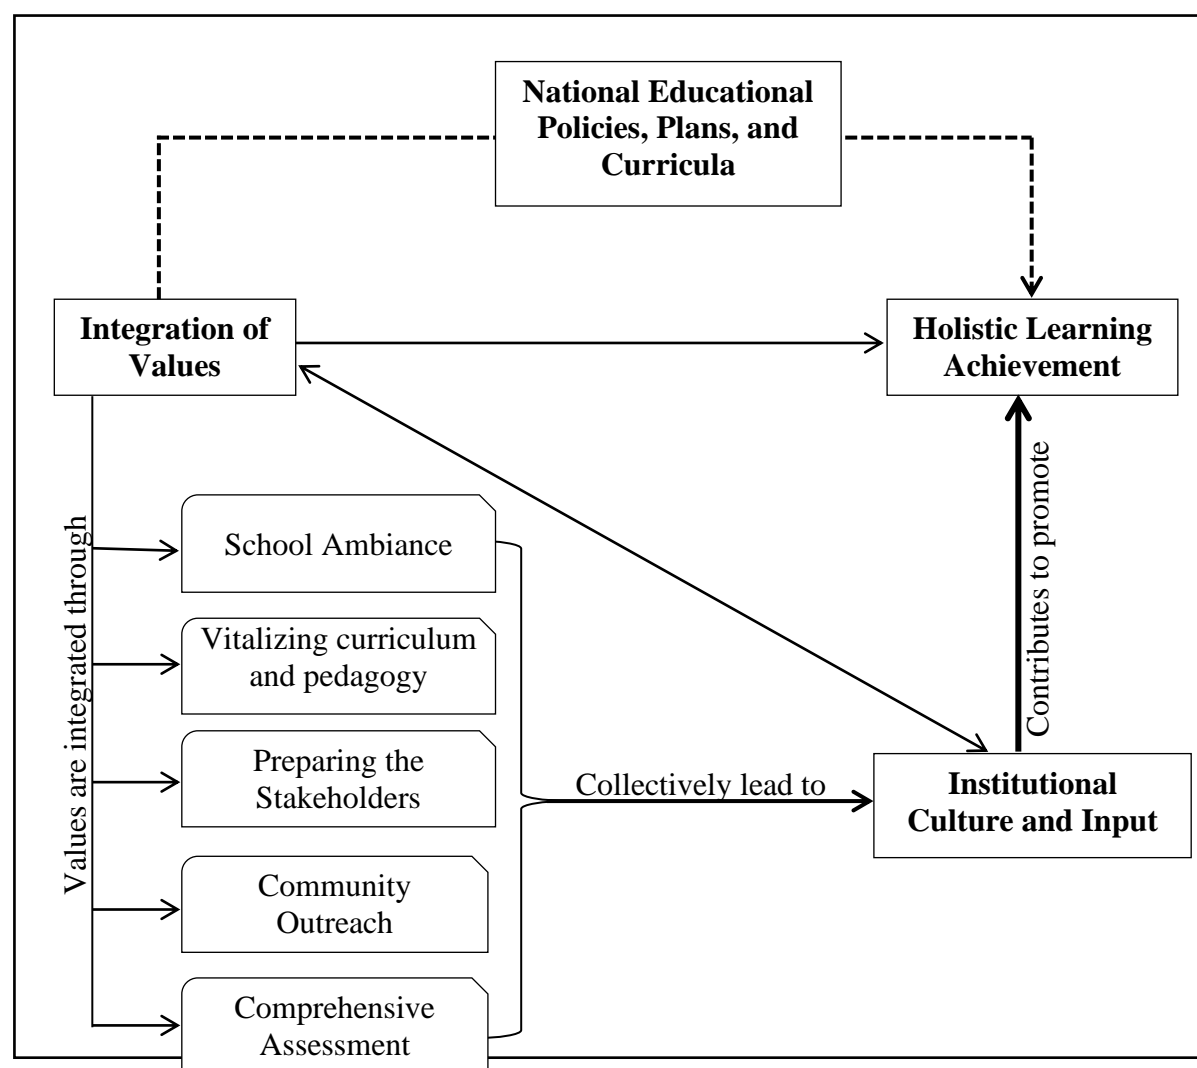 National Educational
Policies, Plans, and
Curricula
Integration of
Values
Holistic Learning
Achievement
Values are integrated through
School Ambiance
Vitalizing curriculum
and pedagogy
Preparing the
Stakeholders
Community
Outreach
Comprehensive
Assessment
Collectively lead to
Contributes to promote
Institutional
Culture and Input